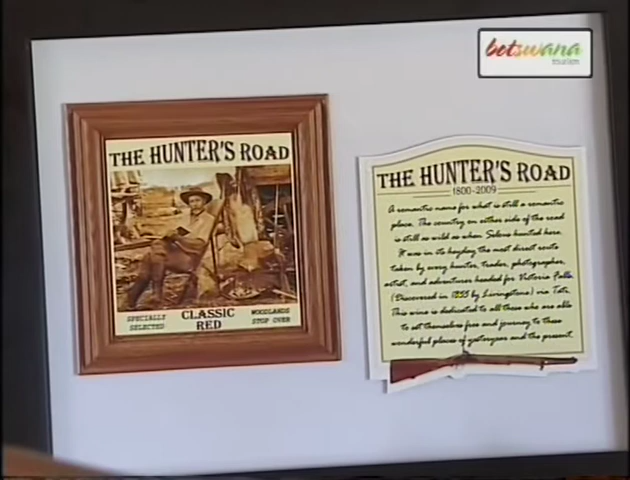 botswana
tourism
THE HUNTER'S ROAD
SPECIALLY
SELECTED
CLASSIC
RED
WOODLANDS
STOP OVER
THE HUNTER'S ROAD
1800-2009
A romantic name for what is still a romantic
place. The country on either side of the road
is still as wild as when Selous hunted here.
It was in its heyday the most direct route
taken by every hunter, trader, photographer,
artist, and adventurer headed for Victoria Falls.
(Discovered in 1855 by Livingstone) via Tati.
This wine is dedicated to all those who are able
to set themselves free and journey to these
wonderful places of yesteryear and the present.